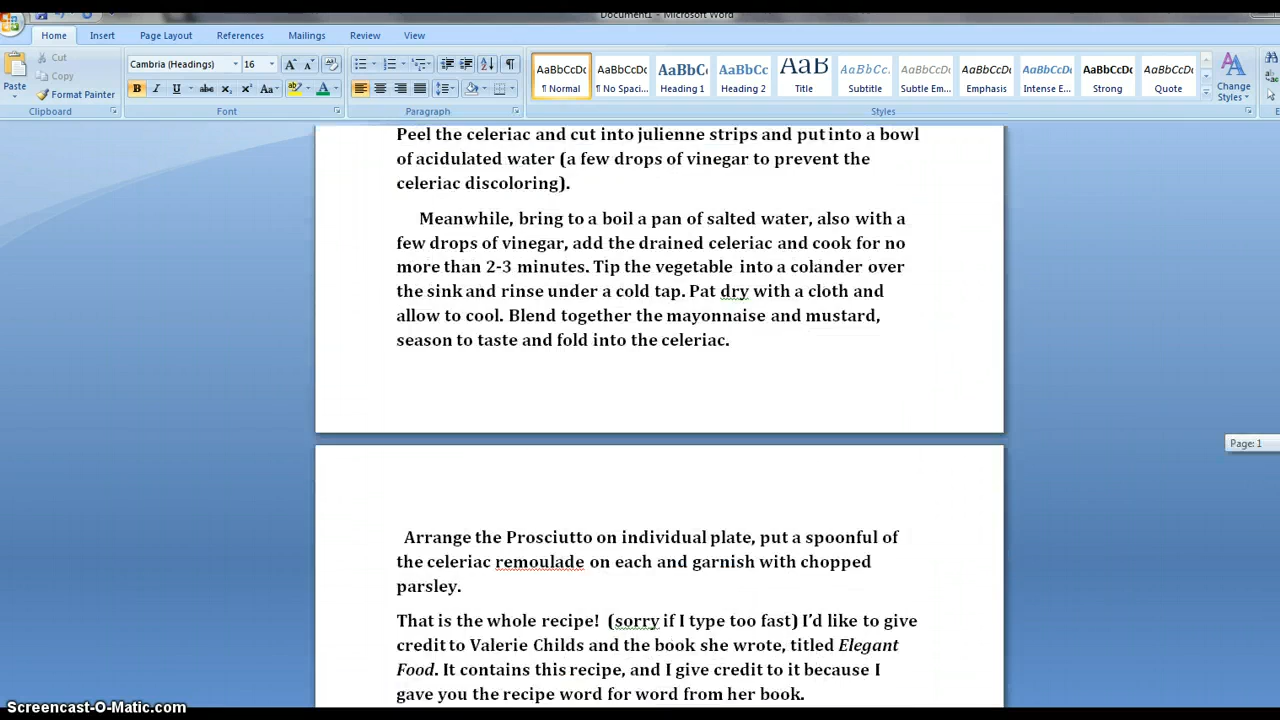 Document1 - Microsoft Word
Home Insert Page Layout References Mailings Review View
Paste
Cut
Copy
Format Painter
Clipboard
Cambria (Headings) 16
Font
Paragraph
AaBbCcDc AaBbCcDc AaBbC AaBbCc AaB AaBbCc. AaBbCcDc AaBbCcDc AaBbCcDc AaBbCcDc AaBbCcDc
¶ Normal ¶ No Spaci... Heading 1 Heading 2 Title Subtitle Subtle Em... Emphasis Intense E... Strong Quote
Change Styles
Styles
Peel the celeriac and cut into julienne strips and put into a bowl
of acidulated water (a few drops of vinegar to prevent the
celeriac discoloring).
Meanwhile, bring to a boil a pan of salted water, also with a
few drops of vinegar, add the drained celeriac and cook for no
more than 2-3 minutes. Tip the vegetable into a colander over
the sink and rinse under a cold tap. Pat dry with a cloth and
allow to cool. Blend together the mayonnaise and mustard,
season to taste and fold into the celeriac.
Page: 1
Arrange the Prosciutto on individual plate, put a spoonful of
the celeriac remoulade on each and garnish with chopped
parsley.
That is the whole recipe! (sorry if I type too fast) I'd like to give
credit to Valerie Childs and the book she wrote, titled Elegant
Food. It contains this recipe, and I give credit to it because I
gave you the recipe word for word from her book.
Screencast-O-Matic.com